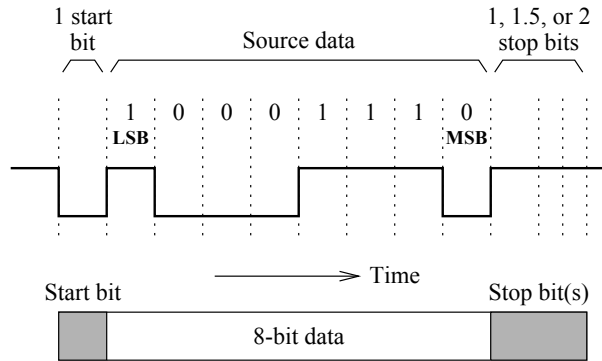 1 start
bit
Source data
1, 1.5, or 2
stop bits
1 0 0 0 1 1 1 0
LSB MSB
Time
Start bit
Stop bit(s)
8-bit data